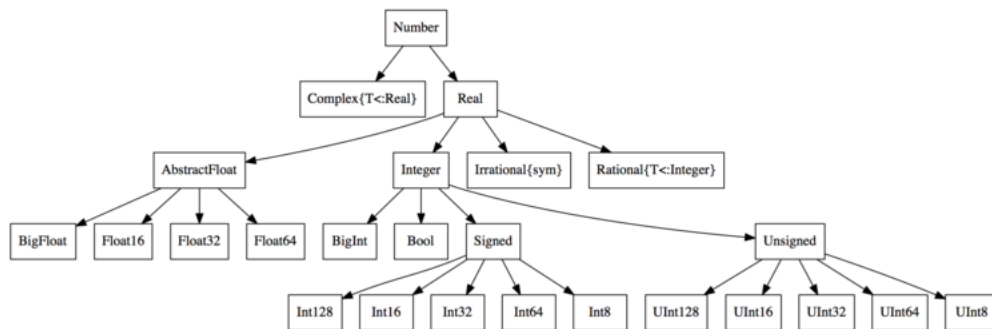 Number
Complex{T<:Real}
Real
AbstractFloat
Integer
Irrational{sym}
Rational{T<:Integer}
BigFloat
Float16
Float32
Float64
BigInt
Bool
Signed
Unsigned
Int128
Int16
Int32
Int64
Int8
UInt128
UInt16
UInt32
UInt64
UInt8